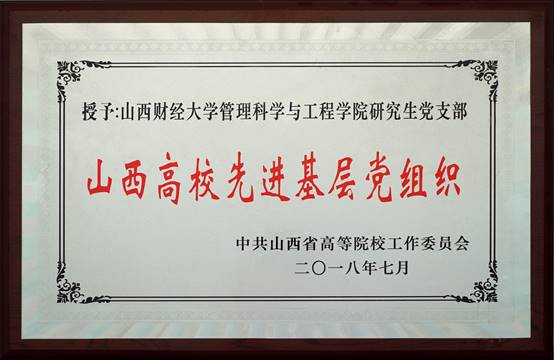 授予:山西财经大学管理科学与工程学院研究生党支部
山西高校先进基层党组织
中共山西省高等院校工作委员会
二〇一八年七月